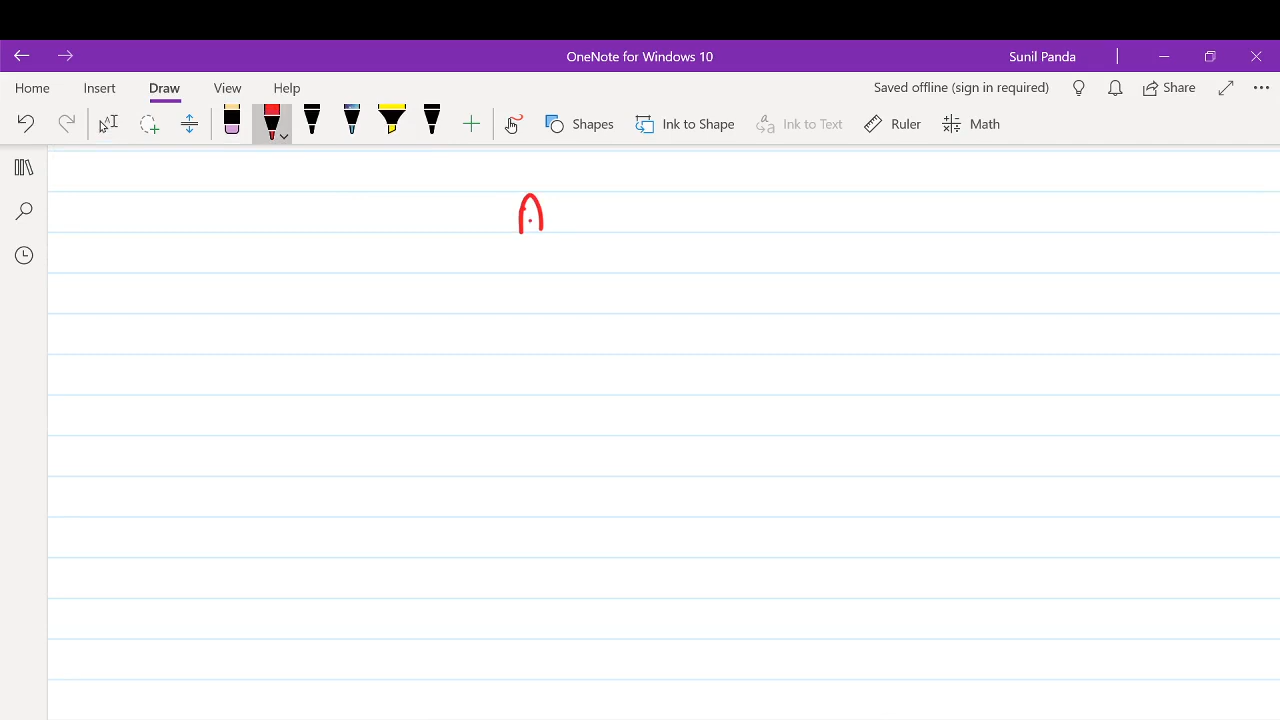 OneNote for Windows 10 Sunil Panda
Home Insert Draw View Help Saved offline (sign in required) Share
Shapes Ink to Shape Ink to Text Ruler Math